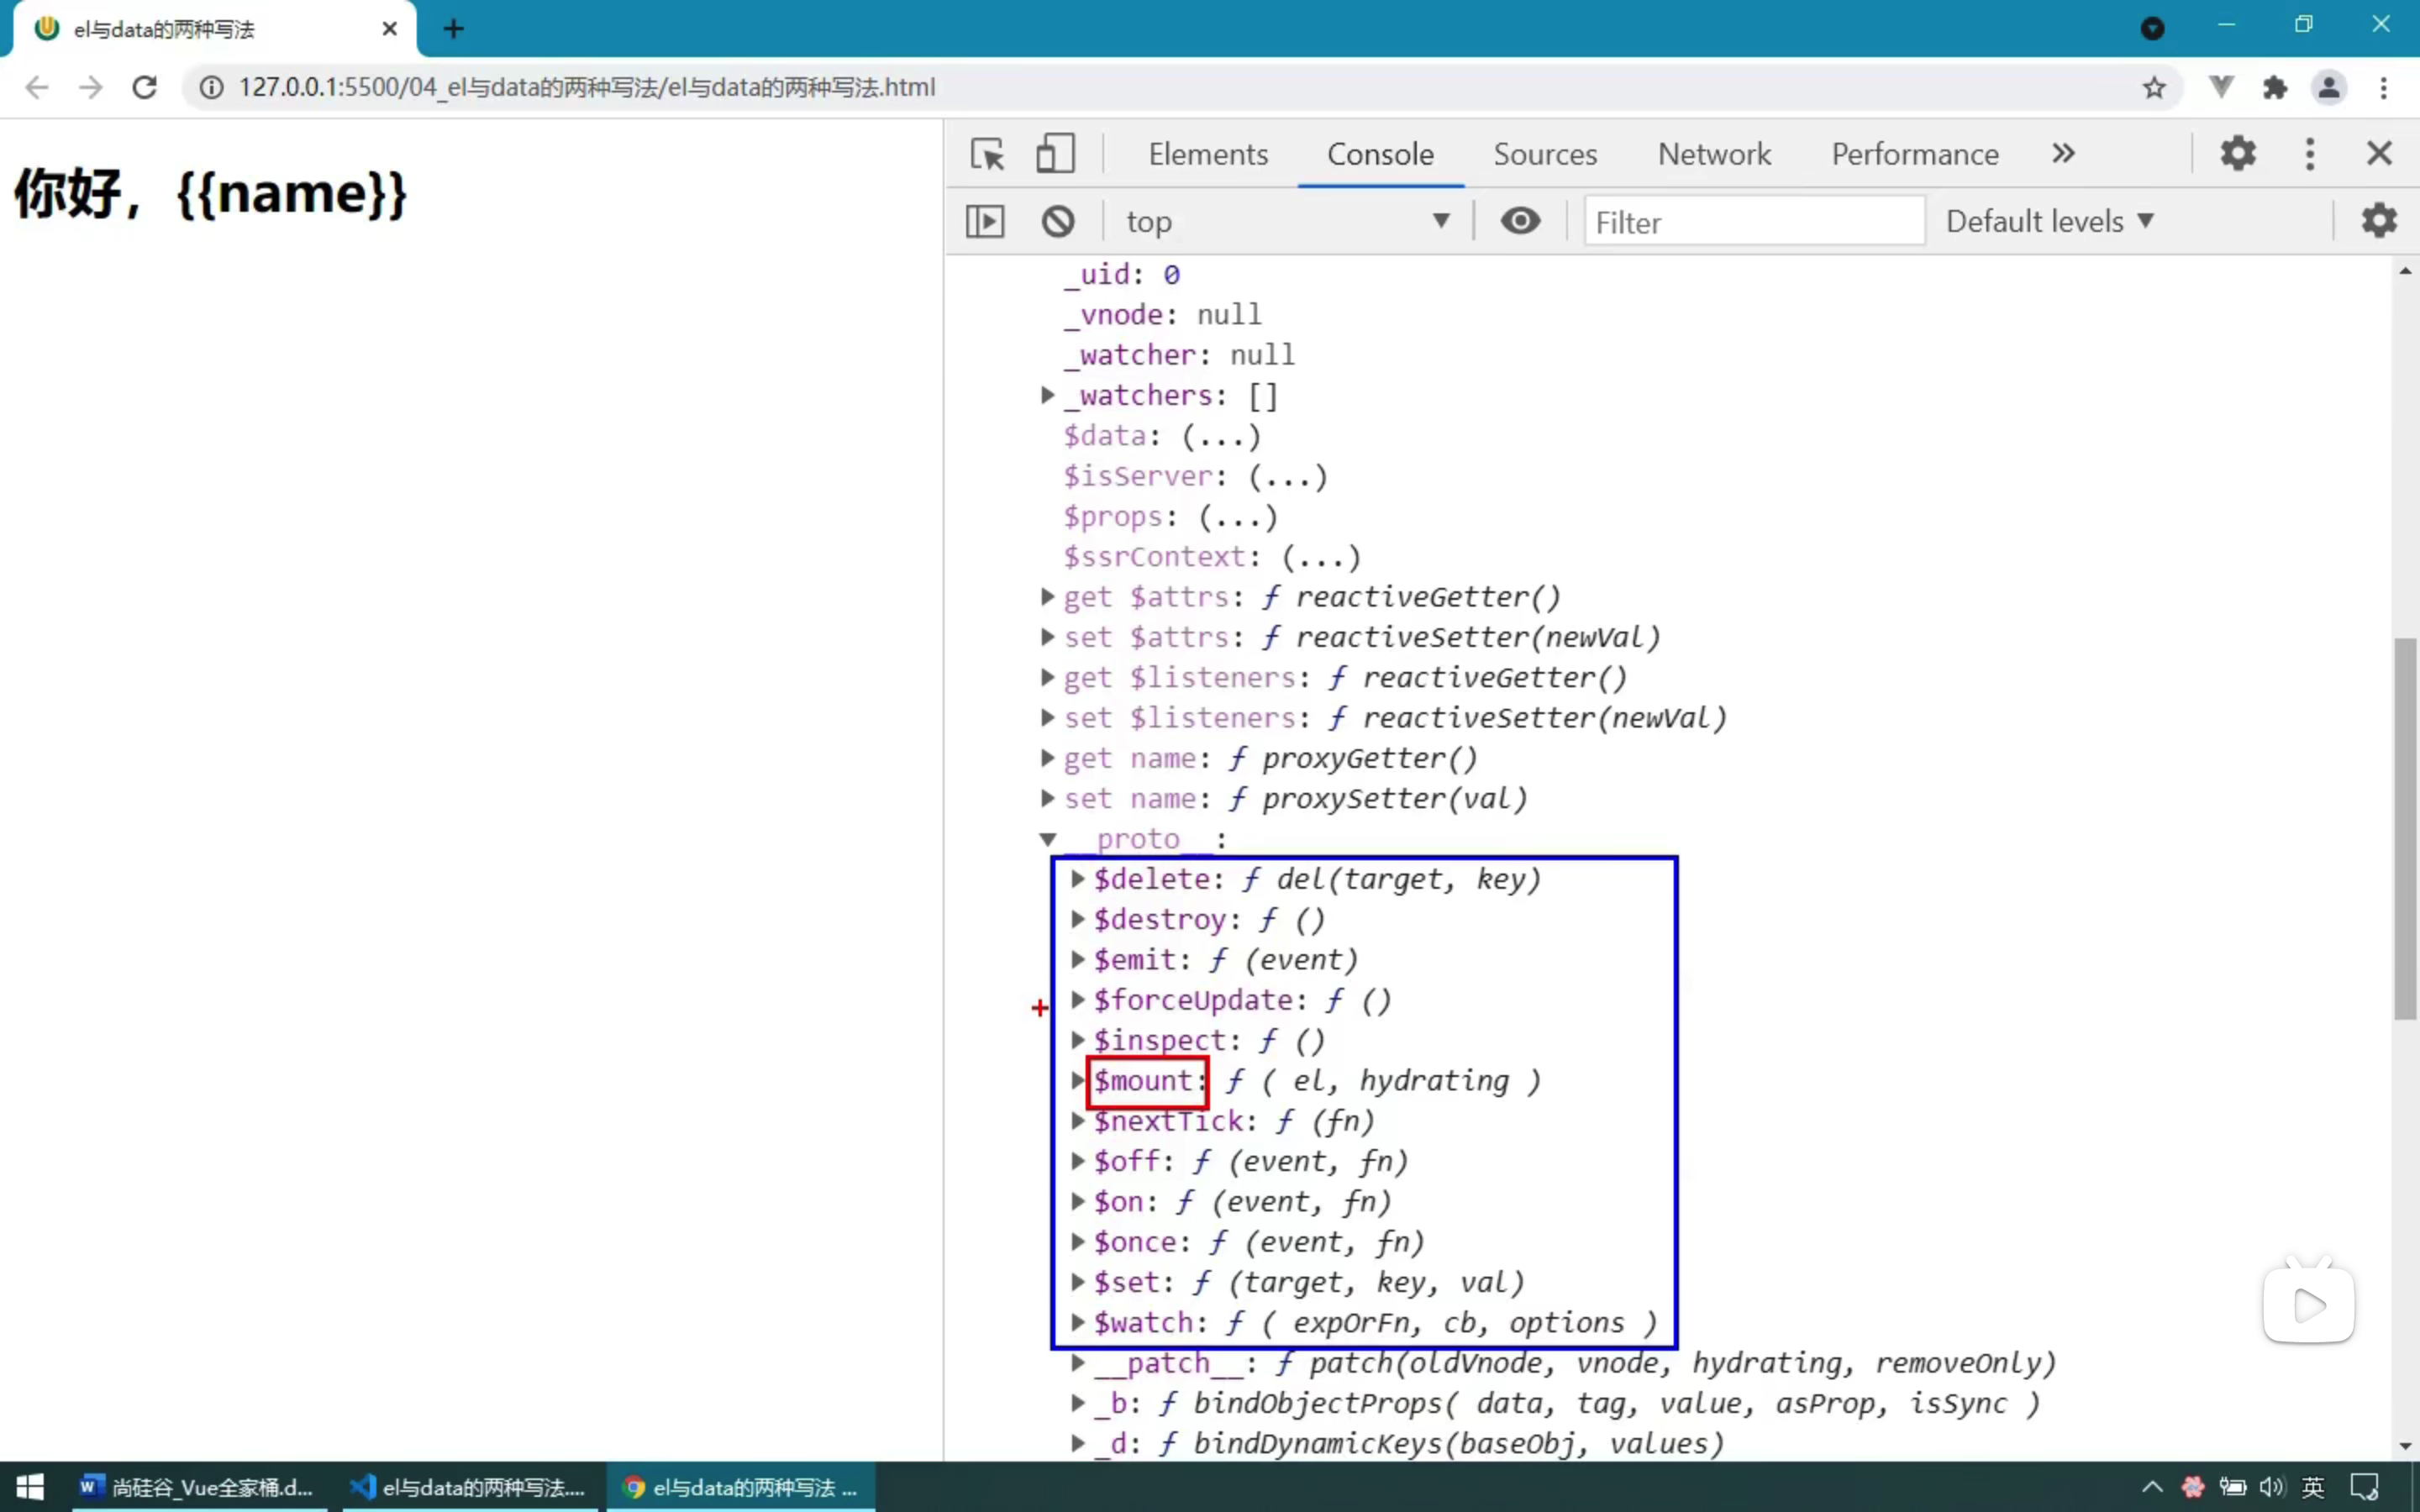 el与data的两种写法
127.0.0.1:5500/04_el与data的两种写法/el与data的两种写法.html
你好，{{name}}
Elements Console Sources Network Performance
top Filter Default levels
_uid: 0
_vnode: null
_watcher: null
_watchers: []
$data: (...)
$isServer: (...)
$props: (...)
$ssrContext: (...)
get $attrs: ƒ reactiveGetter()
set $attrs: ƒ reactiveSetter(newVal)
get $listeners: ƒ reactiveGetter()
set $listeners: ƒ reactiveSetter(newVal)
get name: ƒ proxyGetter()
set name: ƒ proxySetter(val)
__proto__:
$delete: ƒ del(target, key)
$destroy: ƒ ()
$emit: ƒ (event)
$forceUpdate: ƒ ()
$inspect: ƒ ()
$mount: ƒ ( el, hydrating )
$nextTick: ƒ (fn)
$off: ƒ (event, fn)
$on: ƒ (event, fn)
$once: ƒ (event, fn)
$set: ƒ (target, key, val)
$watch: ƒ ( expOrFn, cb, options )
__patch__: ƒ patch(oldVnode, vnode, hydrating, removeOnly)
_b: ƒ bindObjectProps( data, tag, value, asProp, isSync )
_d: ƒ bindDynamicKeys(baseObj, values)
尚硅谷_Vue全家桶.d... el与data的两种写法.... el与data的两种写法 ... 英